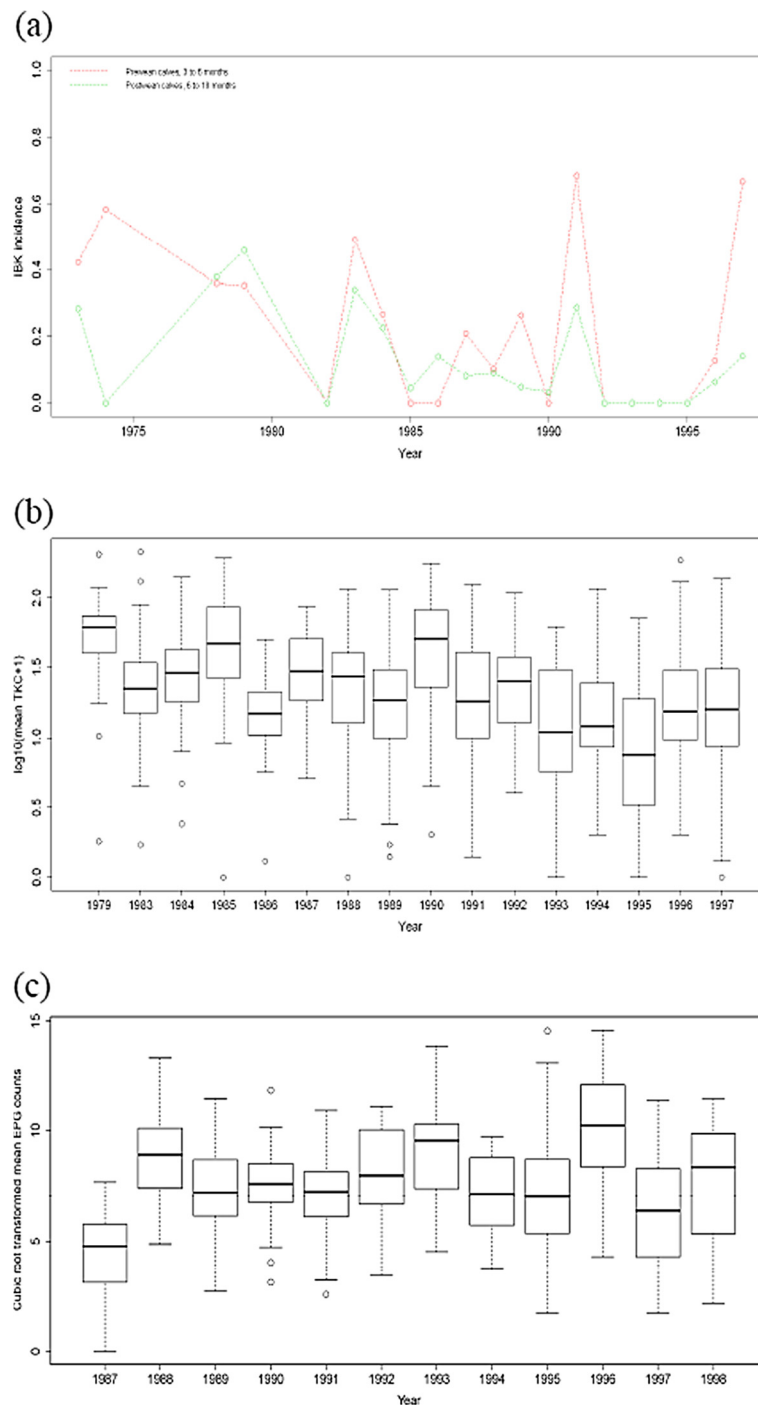 (a)
Prewean calves, 3 to 6 months
Postwean calves, 6 to 18 months
IBK incidence
1.0
0.8
0.6
0.4
0.2
0.0
1975 1980 1985 1990 1995
Year
(b)
log10(mean TKC+1)
2.0
1.5
1.0
0.5
0.0
1979 1983 1984 1985 1986 1987 1988 1989 1990 1991 1992 1993 1994 1995 1996 1997
Year
(c)
Cubic root transformed mean EPG counts
15
10
5
0
1987 1988 1989 1990 1991 1992 1993 1994 1995 1996 1997 1998
Year